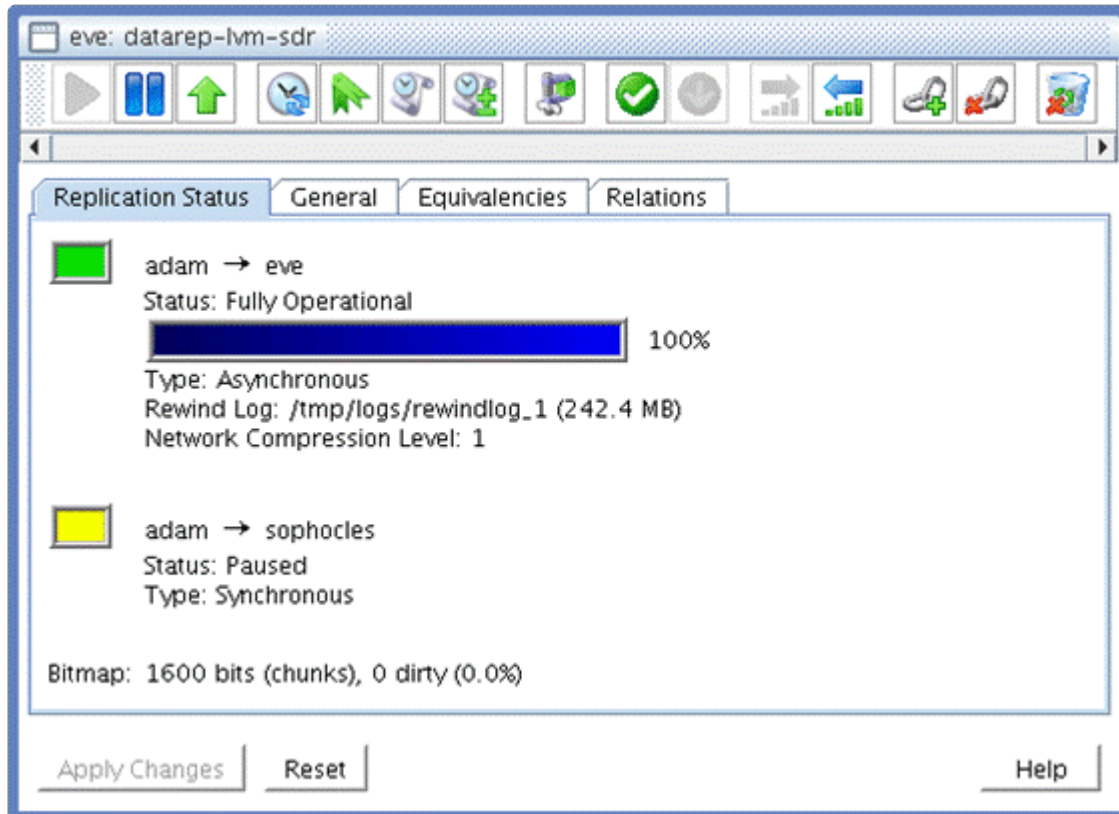 eve: datarep-lvm-sdr
Replication Status General Equivalencies Relations
adam → eve
Status: Fully Operational
100%
Type: Asynchronous
Rewind Log: /tmp/logs/rewindlog_1 (242.4 MB)
Network Compression Level: 1
adam → sophocles
Status: Paused
Type: Synchronous
Bitmap: 1600 bits (chunks), 0 dirty (0.0%)
Apply Changes Reset Help